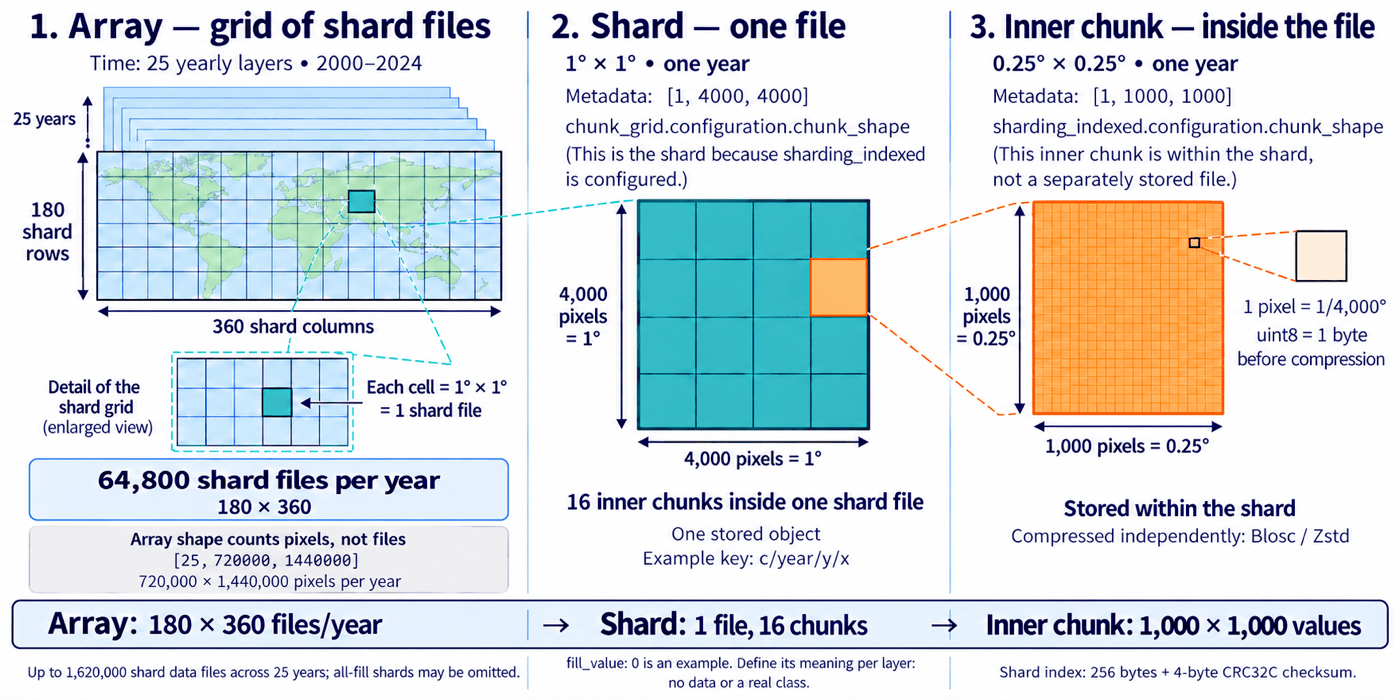 1. Array — grid of shard files
Time: 25 yearly layers • 2000–2024
25 years
180
shard
rows
360 shard columns
Detail of the
shard grid
(enlarged view)
Each cell = 1° × 1°
= 1 shard file
64,800 shard files per year
180 × 360
Array shape counts pixels, not files
[25, 720000, 1440000]
720,000 × 1,440,000 pixels per year
2. Shard — one file
1° × 1° • one year
Metadata: [1, 4000, 4000]
chunk_grid.configuration.chunk_shape
(This is the shard because sharding_indexed
is configured.)
4,000
pixels
= 1°
4,000 pixels = 1°
16 inner chunks inside one shard file
One stored object
Example key: c/year/y/x
3. Inner chunk — inside the file
0.25° × 0.25° • one year
Metadata: [1, 1000, 1000]
sharding_indexed.configuration.chunk_shape
(This inner chunk is within the shard,
not a separately stored file.)
1,000
pixels
= 0.25°
1,000 pixels = 0.25°
1 pixel = 1/4,000°
uint8 = 1 byte
before compression
Stored within the shard
Compressed independently: Blosc / Zstd
Array: 180 × 360 files/year → Shard: 1 file, 16 chunks → Inner chunk: 1,000 × 1,000 values
Up to 1,620,000 shard data files across 25 years; all-fill shards may be omitted.
fill_value: 0 is an example. Define its meaning per layer:
no data or a real class.
Shard index: 256 bytes + 4-byte CRC32C checksum.